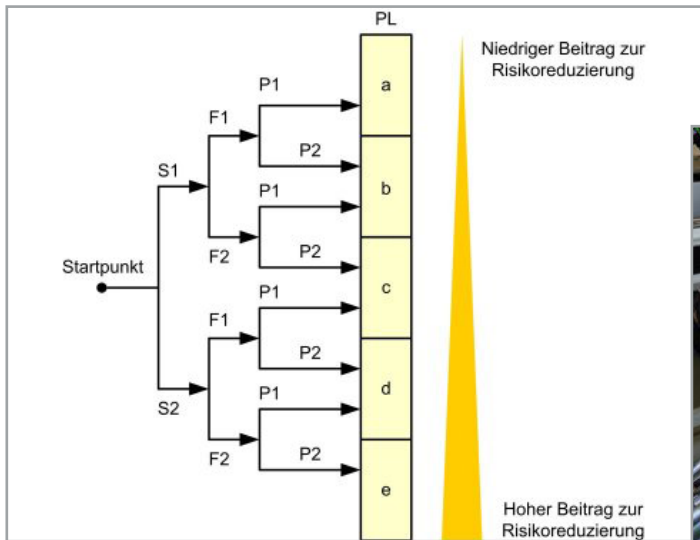 PL
Niedriger Beitrag zur
Risikoreduzierung
P1
a
F1
P2
S1
P1
b
F2
P2
Startpunkt
P1
c
F1
P2
S2
P1
d
F2
P2
e
Hoher Beitrag zur
Risikoreduzierung